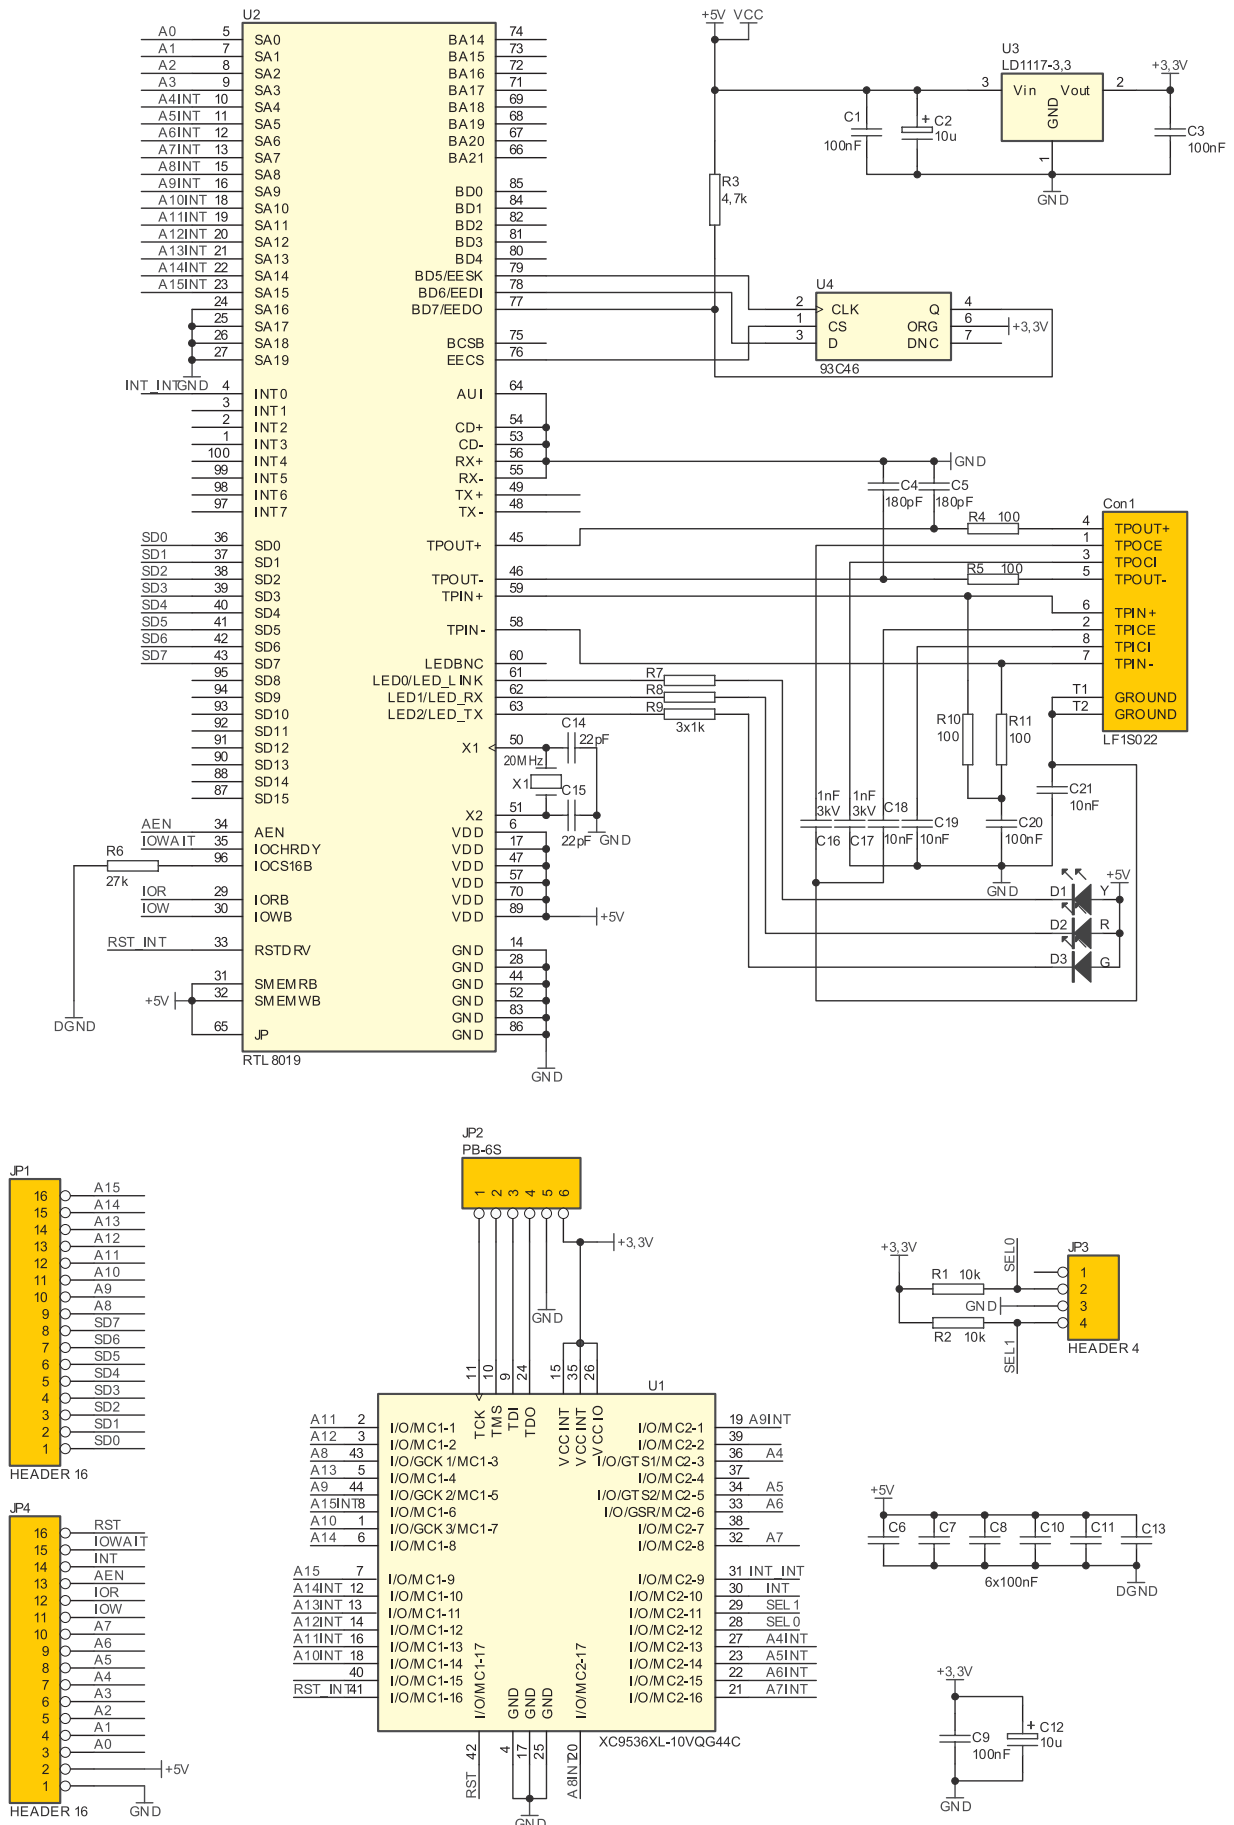 U2
A0 5 SA0 BA14 74
A1 7 SA1 BA15 73
A2 8 SA2 BA16 72
A3 9 SA3 BA17 71
A4INT 10 SA4 BA18 69
A5INT 11 SA5 BA19 68
A6INT 12 SA6 BA20 67
A7INT 13 SA7 BA21 66
A8INT 15 SA8
A9INT 16 SA9 BD0 85
A10INT 18 SA10 BD1 84
A11INT 19 SA11 BD2 82
A12INT 20 SA12 BD3 81
A13INT 21 SA13 BD4 80
A14INT 22 SA14 BD5/EESK 79
A15INT 23 SA15 BD6/EEDI 78
24 SA16 BD7/EEDO 77
25 SA17
26 SA18 BCSB 75
27 SA19 EECS 76
GND
INT_INT 4 INT0 AUI 64
3 INT1
2 INT2 CD+ 54
1 INT3 CD- 53
100 INT4 RX+ 56
99 INT5 RX- 55
98 INT6 TX+ 49
97 INT7 TX- 48
SD0 36 SD0 TPOUT+ 45
SD1 37 SD1
SD2 38 SD2 TPOUT- 46
SD3 39 SD3 TPIN+ 59
SD4 40 SD4
SD5 41 SD5 TPIN- 58
SD6 42 SD6
SD7 43 SD7 LEDBNC 60
95 SD8 LED0/LED_LINK 61
94 SD9 LED1/LED_RX 62
93 SD10 LED2/LED_TX 63
92 SD11
91 SD12 X1 50
90 SD13
88 SD14
87 SD15 X2 51
AEN 34 AEN VDD 6
IOWAIT 35 IOCHRDY VDD 17
R6 27k 96 IOCS16B VDD 47
VDD 57
IOR 29 IORB VDD 70
IOW 30 IOWB VDD 89 +5V
RST_INT 33 RSTDRV GND 14
GND 28
31 SMEMRB GND 44
+5V 32 SMEMWB GND 52
GND 83
65 JP GND 86
DGND
RTL8019
GND
+5V VCC
U3
LD1117-3,3
3 Vin Vout 2 +3,3V
GND
1
C1
100nF
C2
10u
+
C3
100nF
GND
R3
4,7k
U4
2 CLK Q 4
1 CS ORG 6 +3,3V
3 D DNC 7
93C46
GND
C4
180pF
C5
180pF
R4 100
R5 100
Con1
4 TPOUT+
1 TPOCE
3 TPOCI
5 TPOUT-
6 TPIN+
2 TPICE
8 TPICI
7 TPIN-
T1 GROUND
T2 GROUND
LF1S022
R7
R8
R9
3x1k
R10
100
R11
100
C14
22pF
20MHz
X1
C15
22pF
GND
1nF
3kV
C16
1nF
3kV
C17
C18
10nF
C19
10nF
C20
100nF
C21
10nF
GND
D1 Y +5V
D2 R
D3 G
JP1
16 A15
15 A14
14 A13
13 A12
12 A11
11 A10
10 A9
9 A8
8 SD7
7 SD6
6 SD5
5 SD4
4 SD3
3 SD2
2 SD1
1 SD0
HEADER 16
JP4
16 RST
15 IOWAIT
14 INT
13 AEN
12 IOR
11 IOW
10 A7
9 A6
8 A5
7 A4
6 A3
5 A2
4 A1
3 A0
2 +5V
1 GND
HEADER 16
JP2
PB-6S
1 2 3 4 5 6
+3,3V
GND
11 10 9 24 15 35 26
U1
TCK TMS TDI TDO VCCINT VCCINT VCCIO
A11 2 I/O/MC1-1 I/O/MC2-1 19 A9INT
A12 3 I/O/MC1-2 I/O/MC2-2 39
A8 43 I/O/GCK1/MC1-3 I/O/GTS1/MC2-3 36 A4
A13 5 I/O/MC1-4 I/O/MC2-4 37
A9 44 I/O/GCK2/MC1-5 I/O/GTS2/MC2-5 34 A5
A15INT 8 I/O/MC1-6 I/O/GSR/MC2-6 33 A6
A10 1 I/O/GCK3/MC1-7 I/O/MC2-7 38
A14 6 I/O/MC1-8 I/O/MC2-8 32 A7
A15 7 I/O/MC1-9 I/O/MC2-9 31 INT_INT
A14INT 12 I/O/MC1-10 I/O/MC2-10 30 INT
A13INT 13 I/O/MC1-11 I/O/MC2-11 29 SEL1
A12INT 14 I/O/MC1-12 I/O/MC2-12 28 SEL0
A11INT 16 I/O/MC1-13 I/O/MC2-13 27 A4INT
A10INT 18 I/O/MC1-14 I/O/MC2-14 23 A5INT
40 I/O/MC1-15 I/O/MC2-15 22 A6INT
RST_INT 41 I/O/MC1-16 I/O/MC2-16 21 A7INT
I/O/MC1-17 GND GND GND I/O/MC2-17
XC9536XL-10VQG44C
42 4 17 25 20
RST
A8INT
GND
+3,3V
SEL0
JP3
R1 10k
GND
R2 10k
SEL1
1
2
3
4
HEADER 4
+5V
C6 C7 C8 C10 C11 C13
6x100nF
DGND
+3,3V
C9
100nF
+
C12
10u
GND